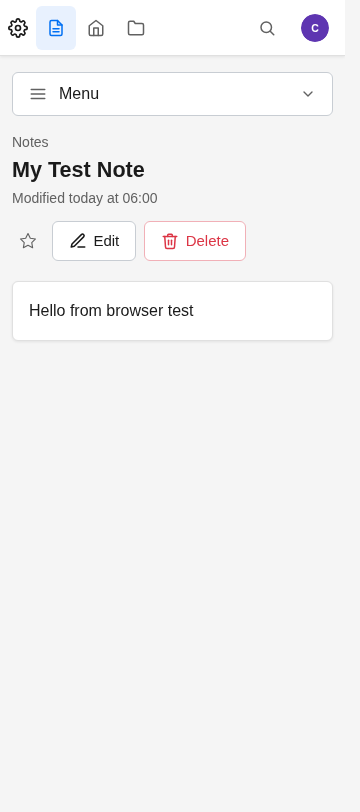 C
Menu
Notes
My Test Note
Modified today at 06:00
Edit
Delete
Hello from browser test